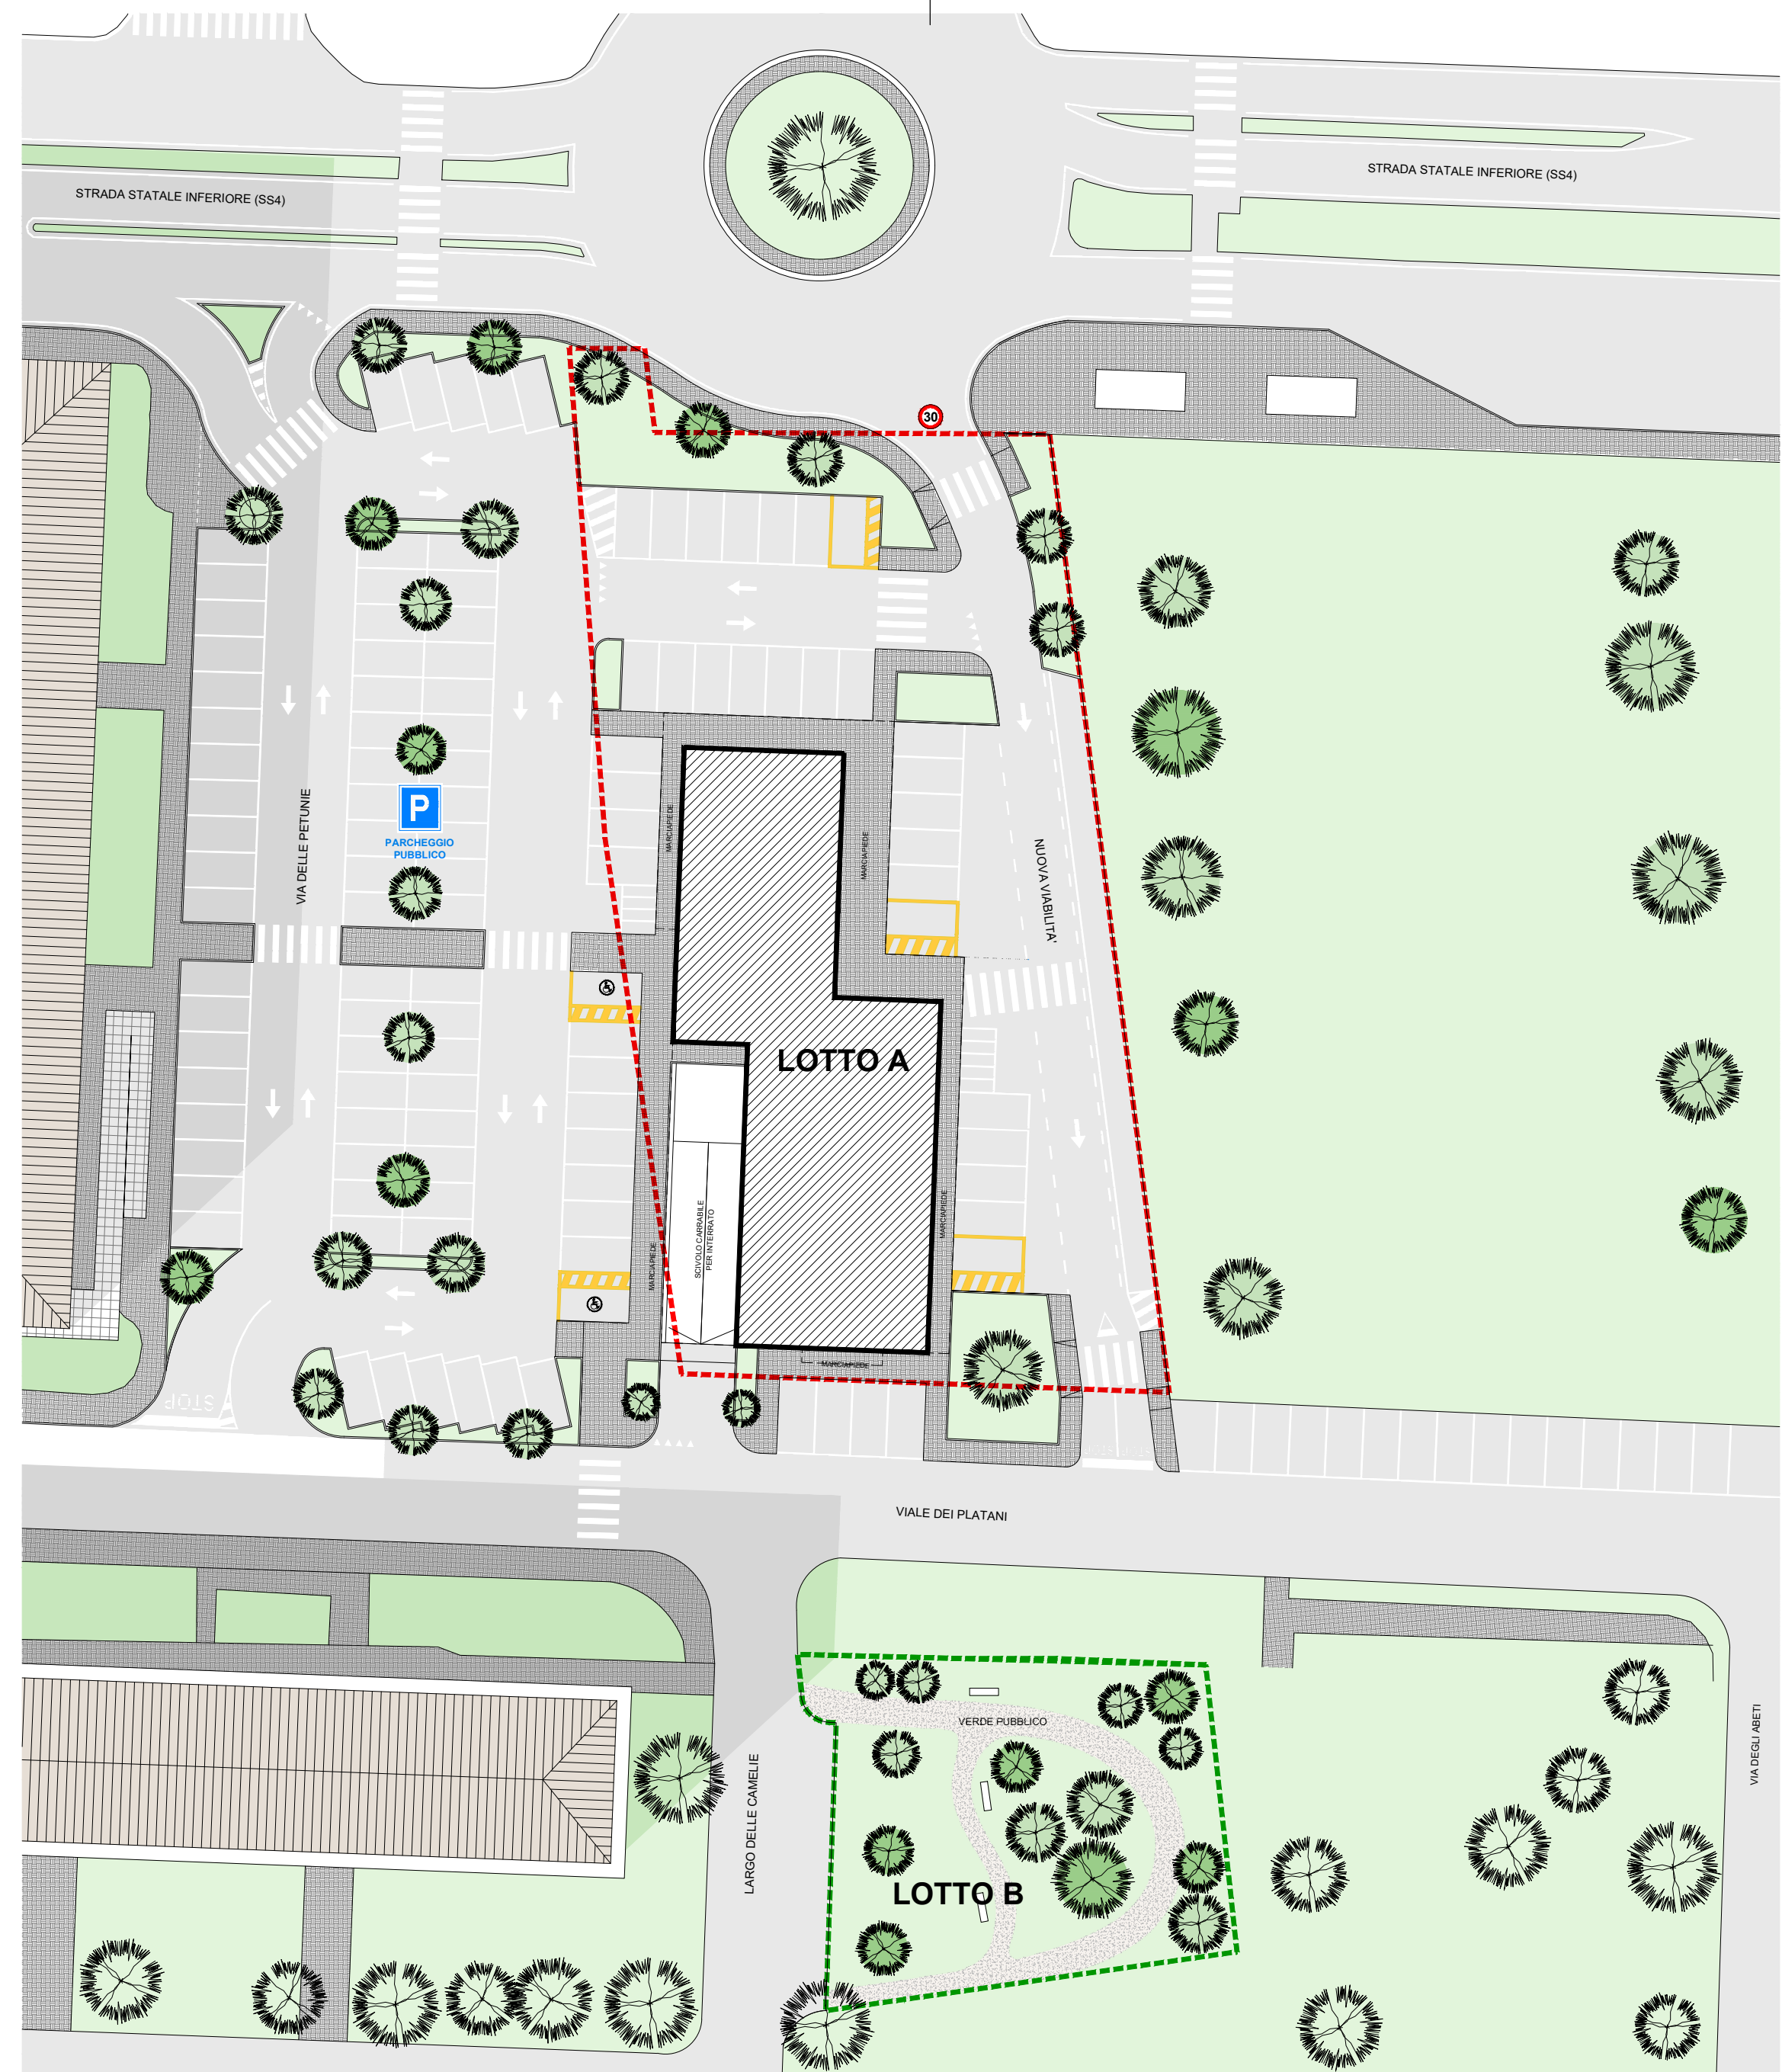 STRADA STATALE INFERIORE (SS4)
STRADA STATALE INFERIORE (SS4)
30
P
PARCHEGGIO
PUBBLICO
VIA DELLE PETUNIE
MARCIAPIEDE
MARCIAPIEDE
NUOVA VIABILITA'
LOTTO A
SCIVOLO CARRABILE
PER INTERRATO
MARCIAPIEDE
MARCIAPIEDE
MARCIAPIEDE
STOP
VIALE DEI PLATANI
VERDE PUBBLICO
LARGO DELLE CAMELIE
LOTTO B
VIA DEGLI ABETI